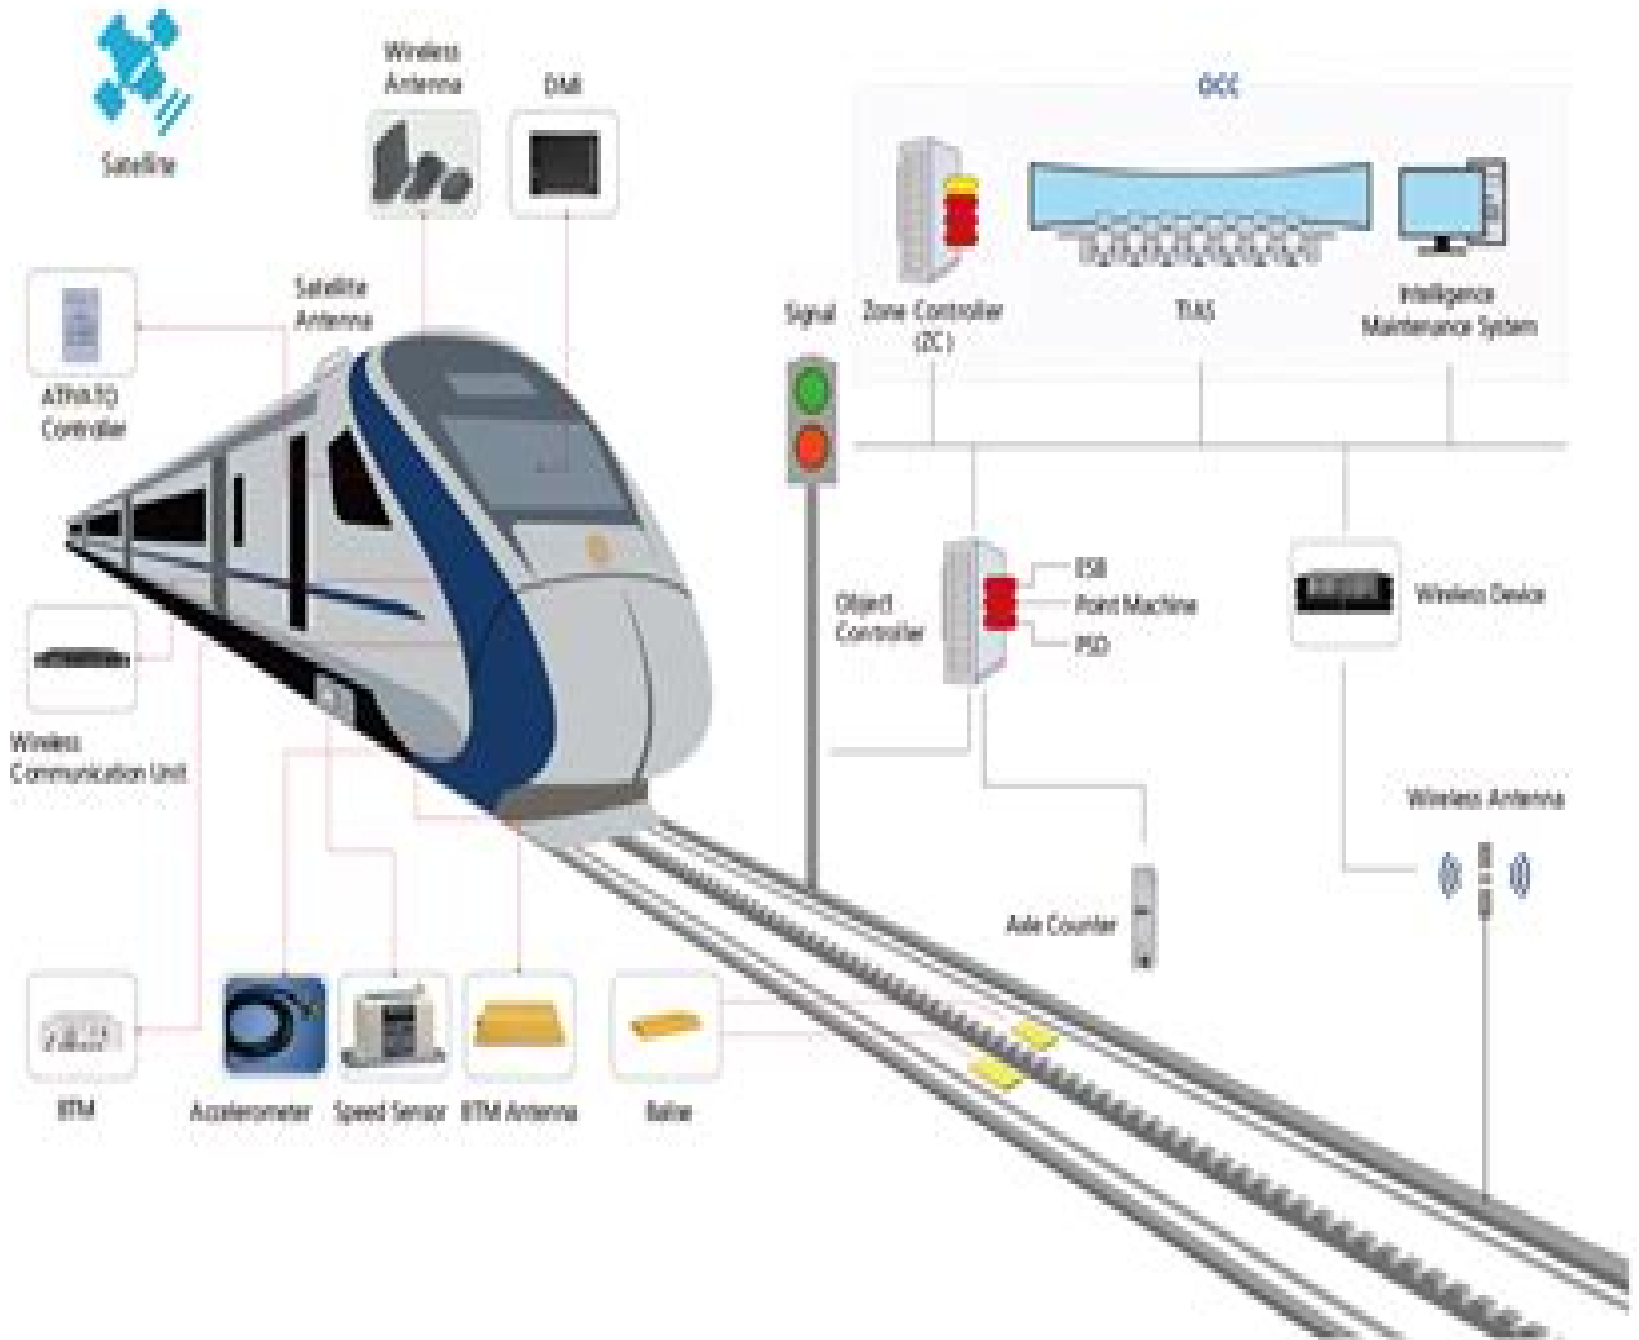 Satellite
Wireless
Antenna
DMI
OCC
Zone Controller
(ZC)
TIAS
Intelligence
Maintenance System
Signal
Satellite
Antenna
ATP/ATO
Controller
Object
Controller
ESB
Point Machine
PSD
Wireless Device
Wireless
Communication Unit
Wireless Antenna
Axle Counter
BTM
Accelerometer
Speed Sensor
BTM Antenna
Balise